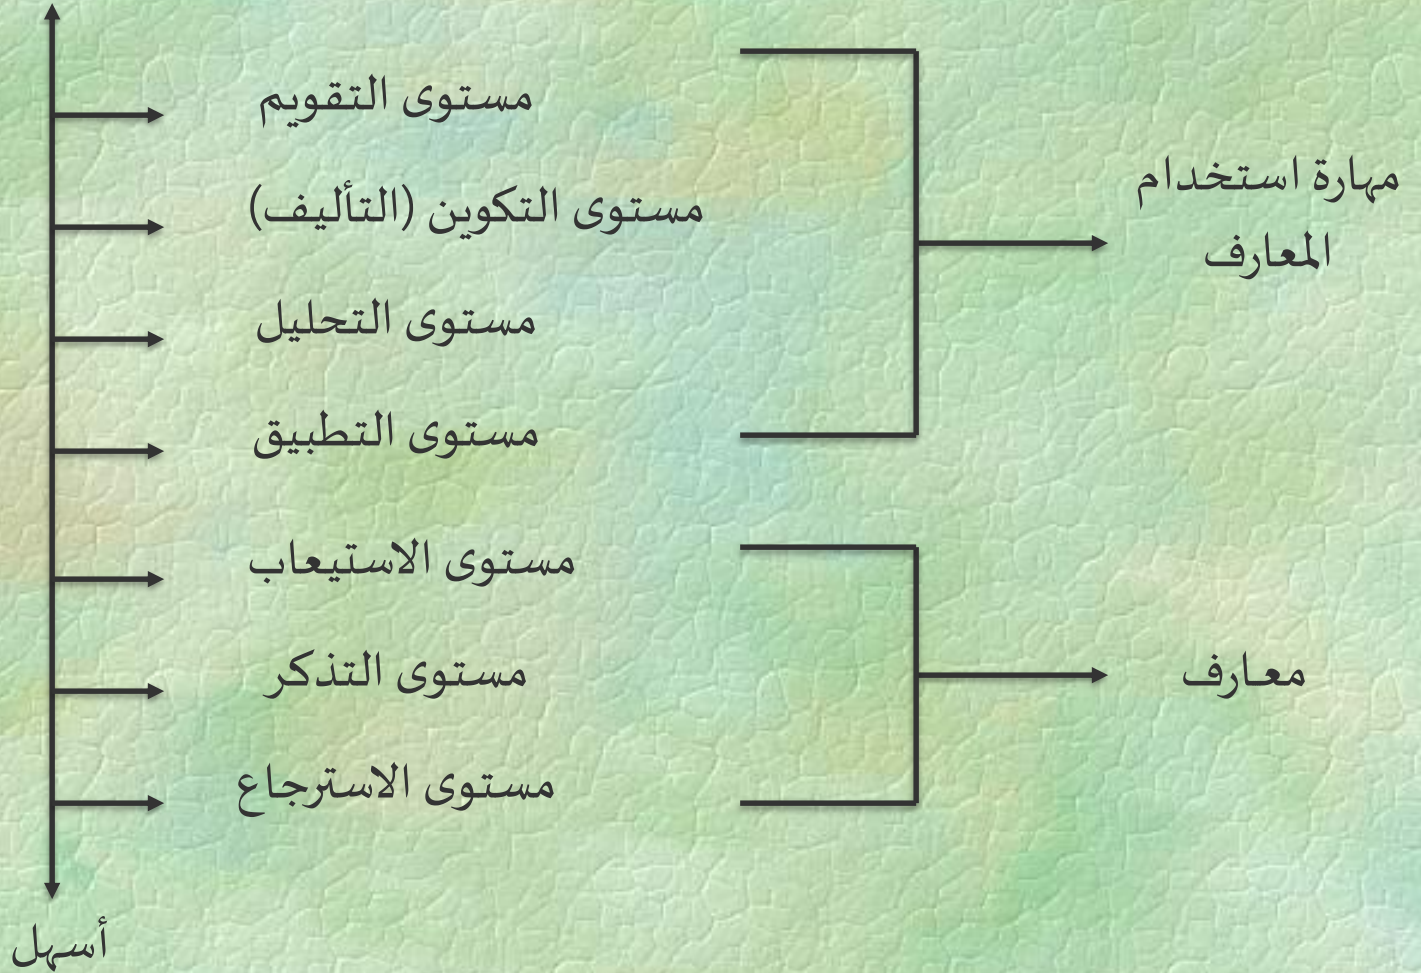 مستوى التقويم
مستوى التكوين (التأليف)
مستوى التحليل
مستوى التطبيق
مهارة استخدام
المعارف
مستوى الاستيعاب
مستوى التذكر
مستوى الاسترجاع
معارف
أسهل